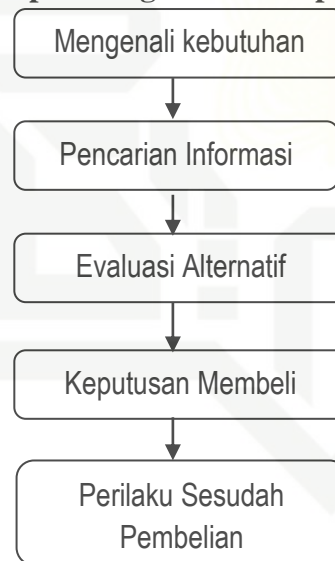 Mengenali kebutuhan
Pencarian Informasi
Evaluasi Alternatif
Keputusan Membeli
Perilaku Sesudah
Pembelian